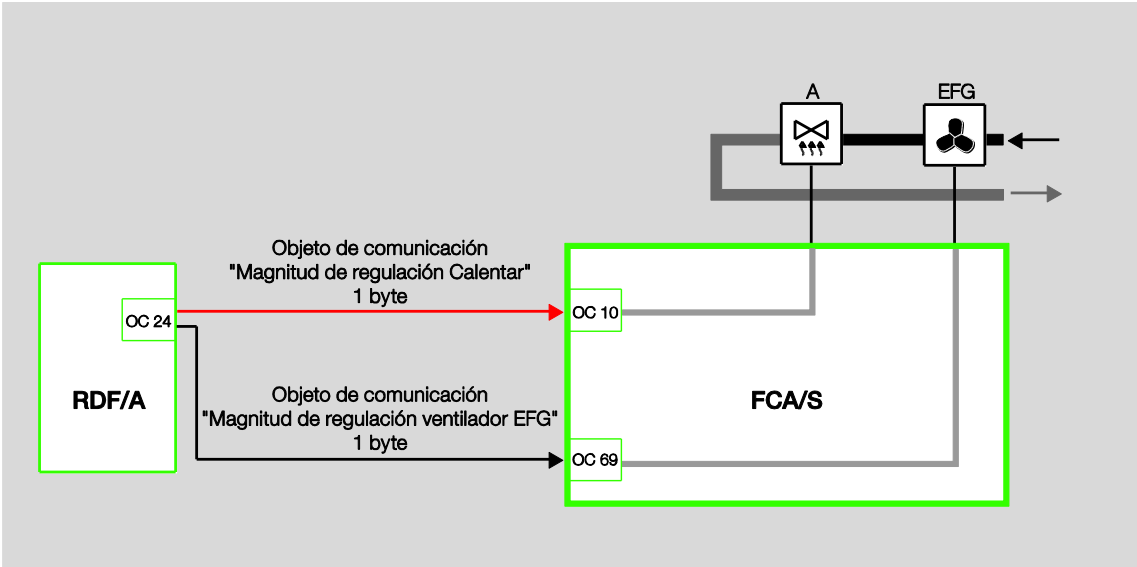 A
EFG
Objeto de comunicación
"Magnitud de regulación Calentar"
1 byte
OC 24
OC 10
RDF/A
Objeto de comunicación
"Magnitud de regulación ventilador EFG"
1 byte
FCA/S
OC 69